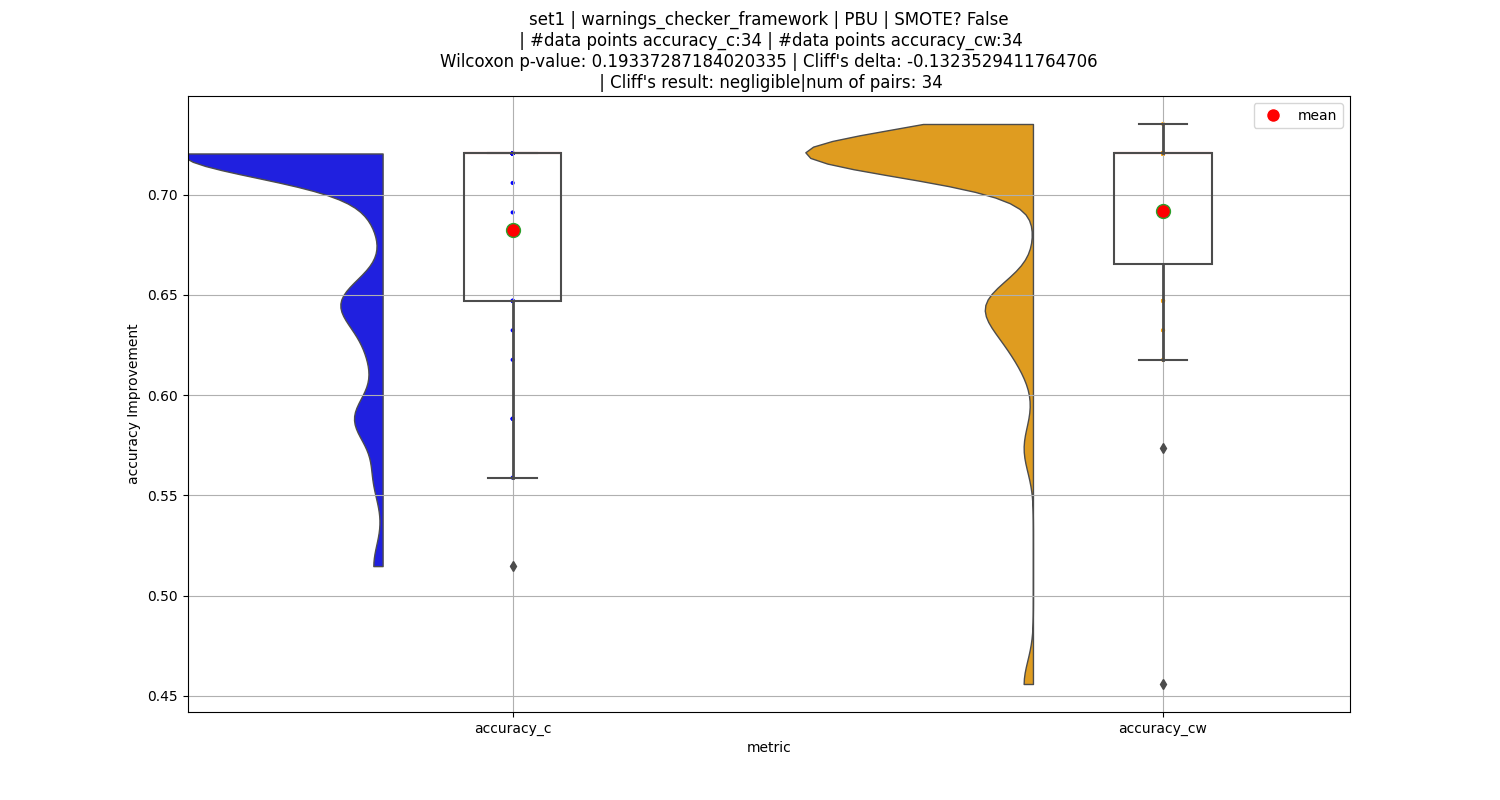 set1 | warnings_checker_framework | PBU | SMOTE? False
| #data points accuracy_c:34 | #data points accuracy_cw:34
Wilcoxon p-value: 0.19337287184020335 | Cliff's delta: -0.1323529411764706
| Cliff's result: negligible|num of pairs: 34
mean
accuracy Improvement
0.70
0.65
0.60
0.55
0.50
0.45
accuracy_c
accuracy_cw
metric